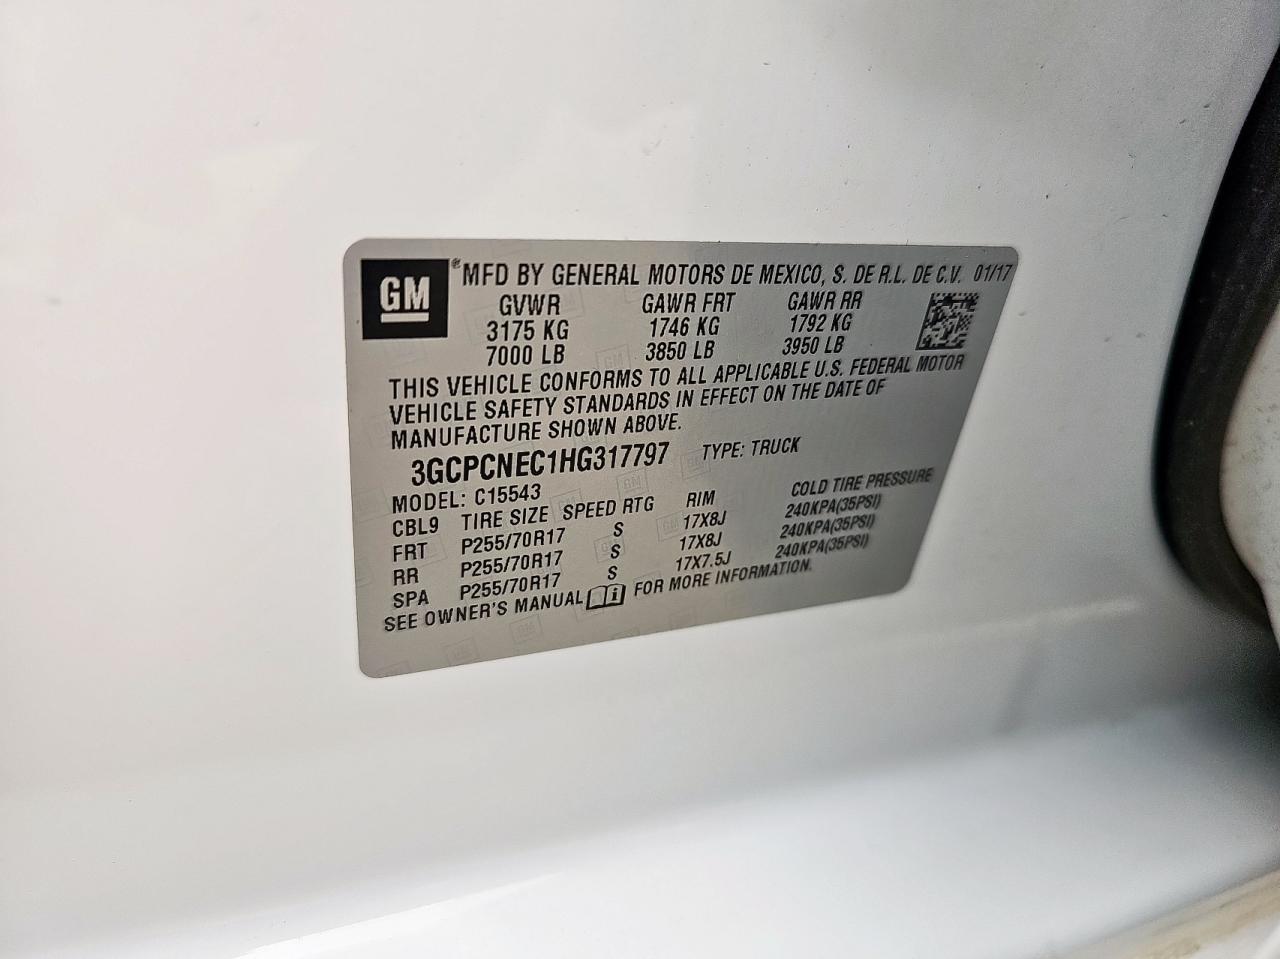 GM ® MFD BY GENERAL MOTORS DE MEXICO, S. DE R.L. DE C.V. 01/17
GVWR GAWR FRT GAWR RR
3175 KG 1746 KG 1792 KG
7000 LB 3850 LB 3950 LB
THIS VEHICLE CONFORMS TO ALL APPLICABLE U.S. FEDERAL MOTOR
VEHICLE SAFETY STANDARDS IN EFFECT ON THE DATE OF
MANUFACTURE SHOWN ABOVE.
3GCPCNEC1HG317797 TYPE: TRUCK
MODEL: C15543
CBL9 TIRE SIZE SPEED RTG RIM COLD TIRE PRESSURE
FRT P255/70R17 S 17X8J 240KPA(35PSI)
RR P255/70R17 S 17X8J 240KPA(35PSI)
SPA P255/70R17 S 17X7.5J 240KPA(35PSI)
SEE OWNER'S MANUAL FOR MORE INFORMATION.